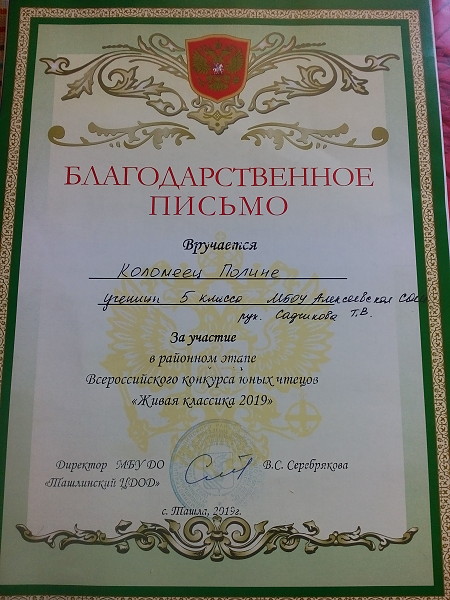 БЛАГОДАРСТВЕННОЕ
ПИСЬМО
Вручается
Коломеец Полине
ученице 5 класса МБОУ Алексеевская СОШ
рук. Садчикова Т.В.
За участие
в районном этапе
Всероссийского конкурса юных чтецов
«Живая классика 2019»
Директор МБУ ДО В.С. Серебрякова
«Ташлинский ЦДОД»
с. Ташла, 2019г.